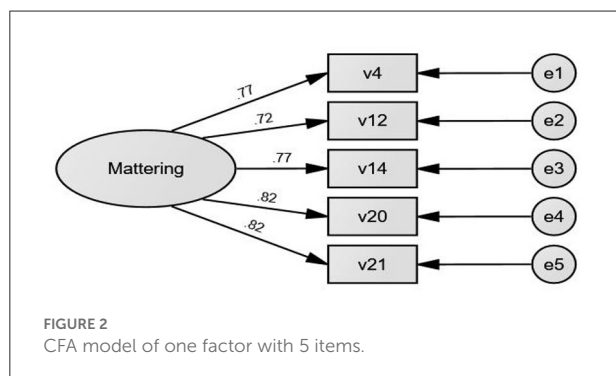 .77
v4
e1
.72
v12
e2
Mattering
.77
v14
e3
.82
v20
e4
.82
v21
e5
FIGURE 2
CFA model of one factor with 5 items.